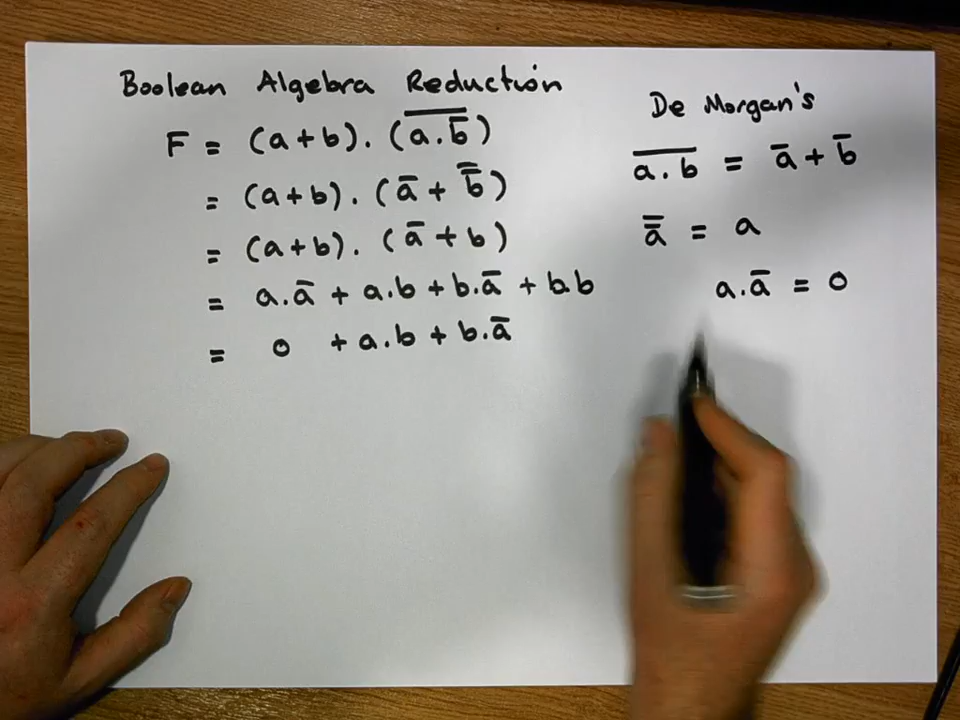 Boolean Algebra Reduction
F = (a+b).(a̅.̅b̅̅)
= (a+b).(a̅ + b̿)
= (a+b).(a̅ + b)
= a.a̅ + a.b + b.a̅ + b.b
= 0 + a.b + b.a̅
De Morgan's
a̅.̅b̅ = a̅ + b̅
a̿ = a
a.a̅ = 0